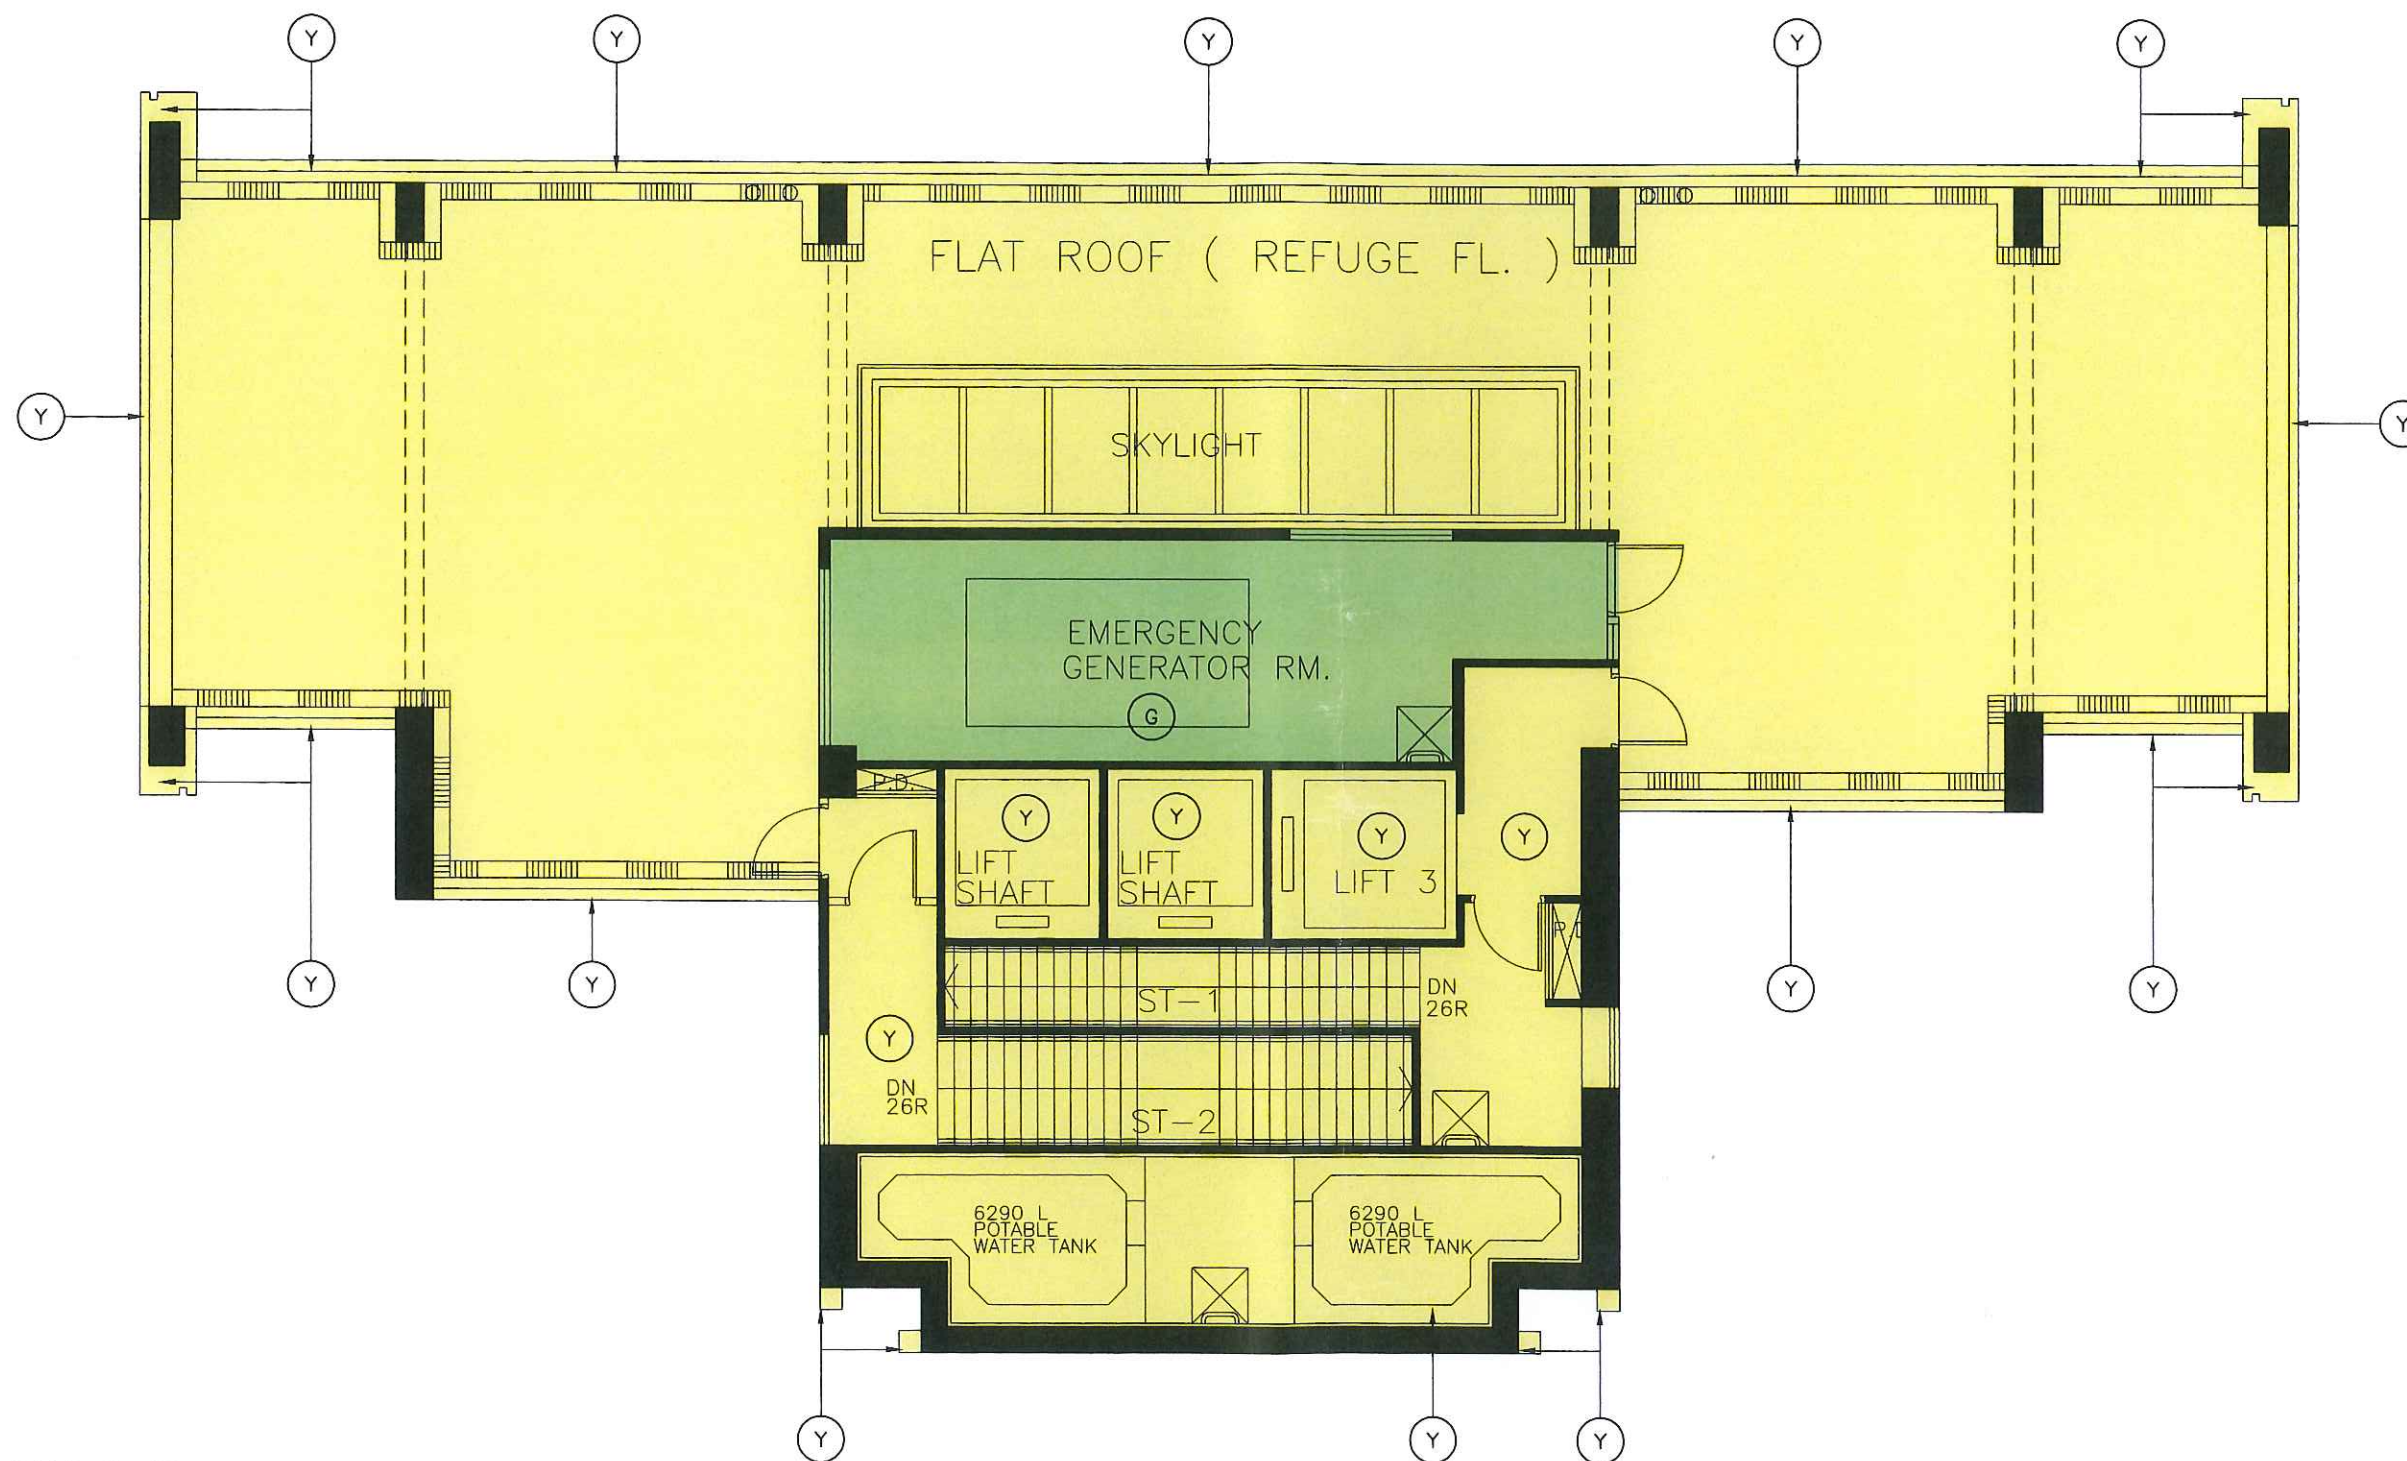 Y
Y
Y
Y
Y
FLAT ROOF ( REFUGE FL. )
Y
Y
SKYLIGHT
EMERGENCY
GENERATOR RM.
G
P.D.
Y
Y
Y
Y
LIFT
SHAFT
LIFT
SHAFT
LIFT 3
Y
Y
Y
Y
ST-1
DN
26R
Y
DN
26R
ST-2
6290 L
POTABLE
WATER TANK
6290 L
POTABLE
WATER TANK
Y
Y
Y